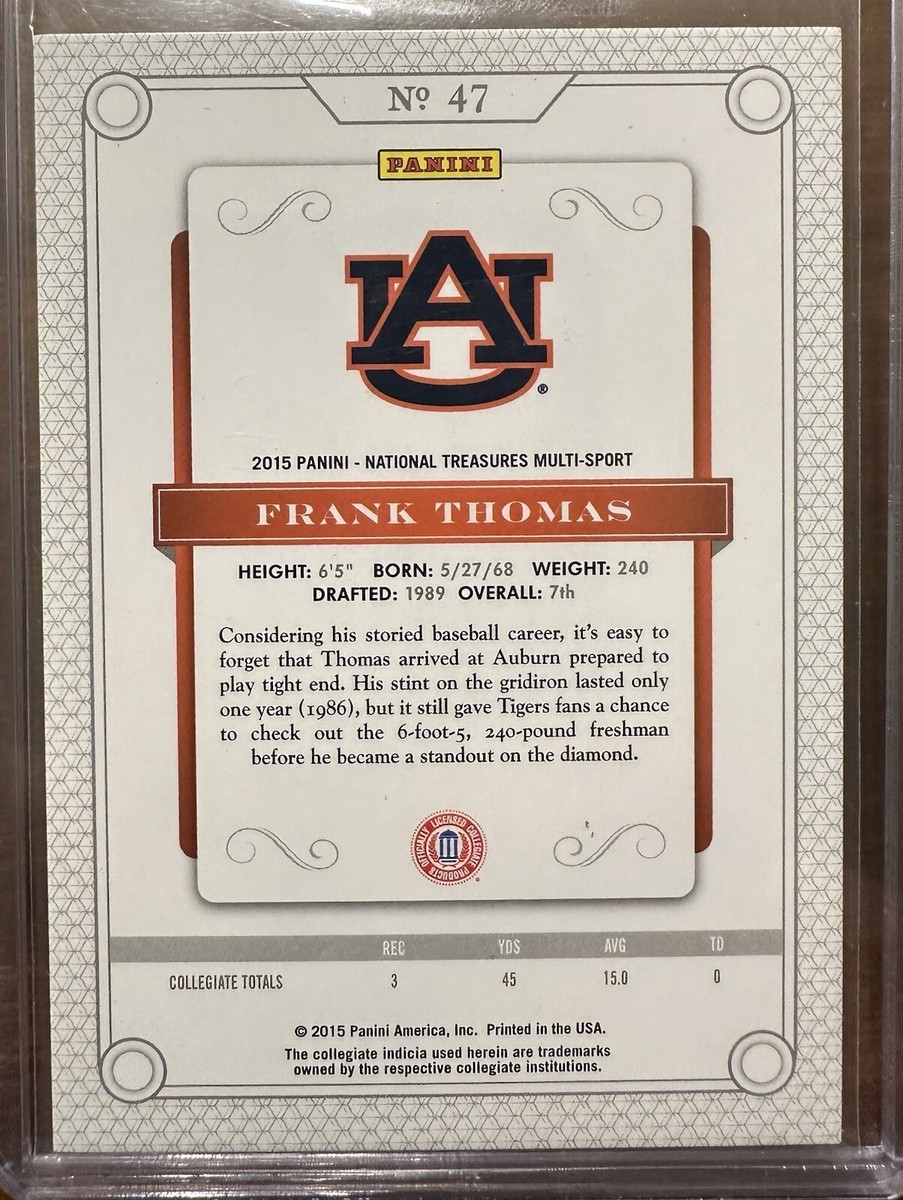 Nº 47
PANINI
AU
®
2015 PANINI - NATIONAL TREASURES MULTI-SPORT
FRANK THOMAS
HEIGHT: 6'5" BORN: 5/27/68 WEIGHT: 240
DRAFTED: 1989 OVERALL: 7th
Considering his storied baseball career, it's easy to
forget that Thomas arrived at Auburn prepared to
play tight end. His stint on the gridiron lasted only
one year (1986), but it still gave Tigers fans a chance
to check out the 6-foot-5, 240-pound freshman
before he became a standout on the diamond.
OFFICIALLY LICENSED COLLEGIATE PRODUCTS
REC YDS AVG TD
COLLEGIATE TOTALS 3 45 15.0 0
© 2015 Panini America, Inc. Printed in the USA.
The collegiate indicia used herein are trademarks
owned by the respective collegiate institutions.